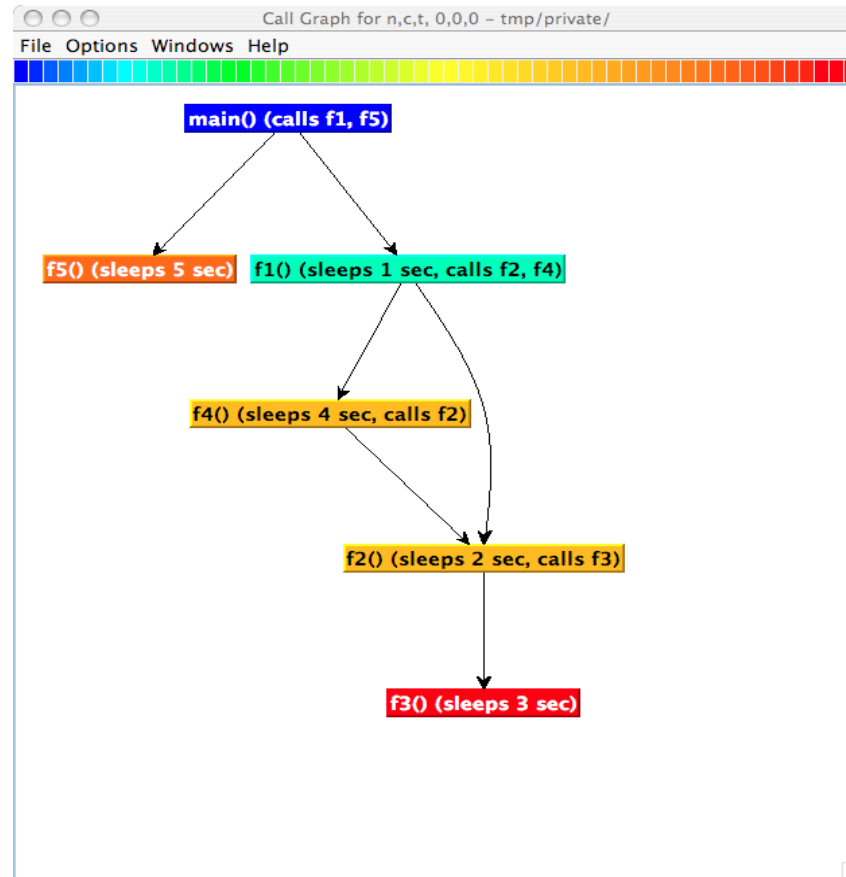 Call Graph for n,c,t, 0,0,0 – tmp/private/
File Options Windows Help
main() (calls f1, f5)
f5() (sleeps 5 sec)
f1() (sleeps 1 sec, calls f2, f4)
f4() (sleeps 4 sec, calls f2)
f2() (sleeps 2 sec, calls f3)
f3() (sleeps 3 sec)